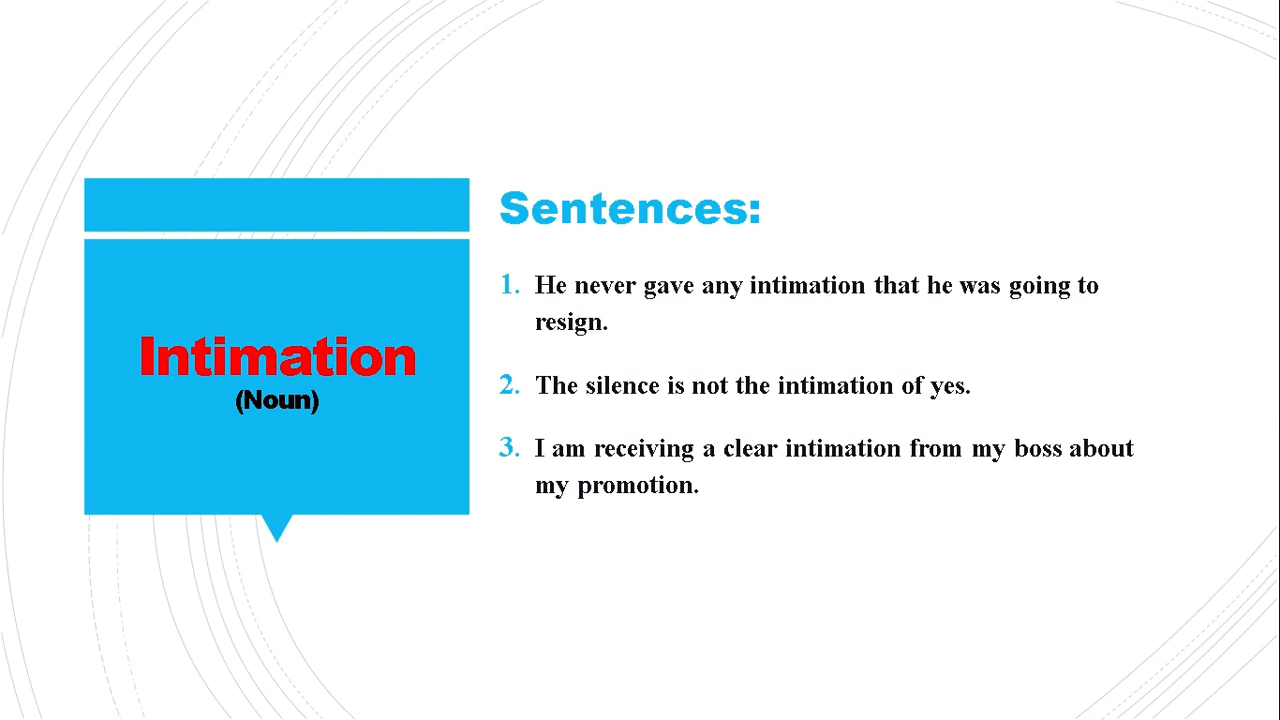 Intimation
(Noun)
Sentences:
1. He never gave any intimation that he was going to
resign.
2. The silence is not the intimation of yes.
3. I am receiving a clear intimation from my boss about
my promotion.